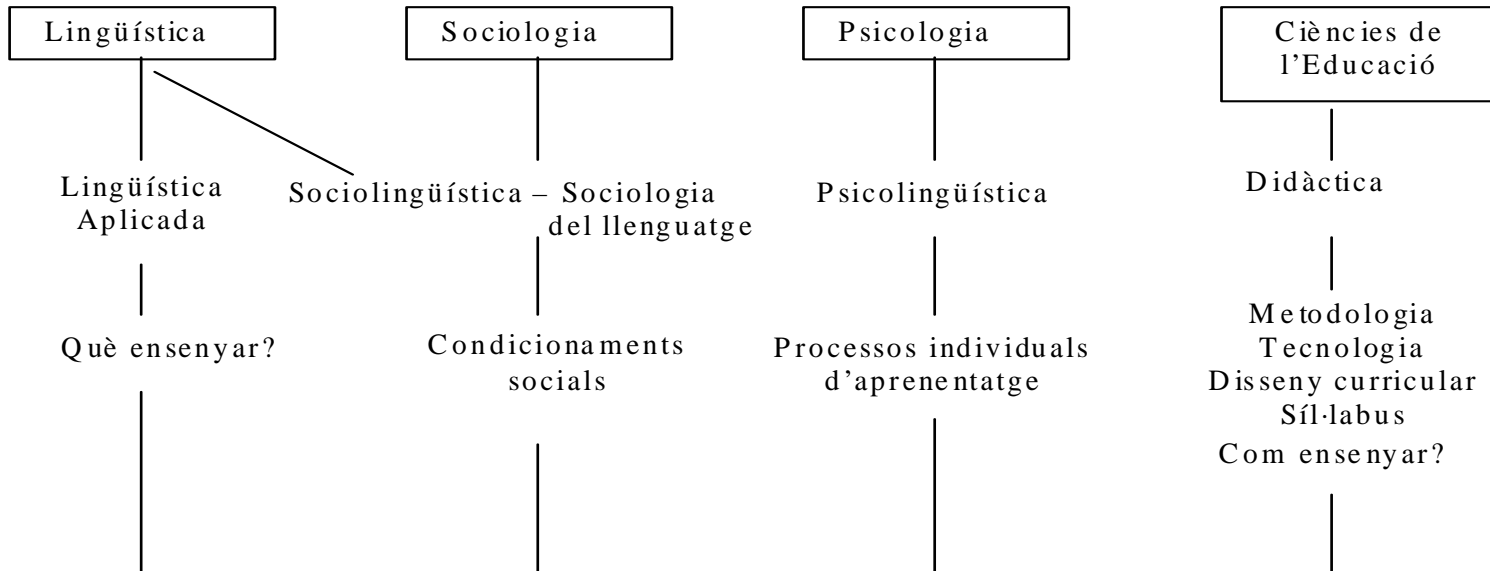 Lingüística
Sociologia
Psicologia
Ciències de
l’Educació
Lingüística
Aplicada
Sociolingüística – Sociologia
del llenguatge
Psicolingüística
Didàctica
Què ensenyar?
Condicionaments
socials
Processos individuals
d’aprenentatge
Metodologia
Tecnologia
Disseny curricular
Síl·labus
Com ensenyar?